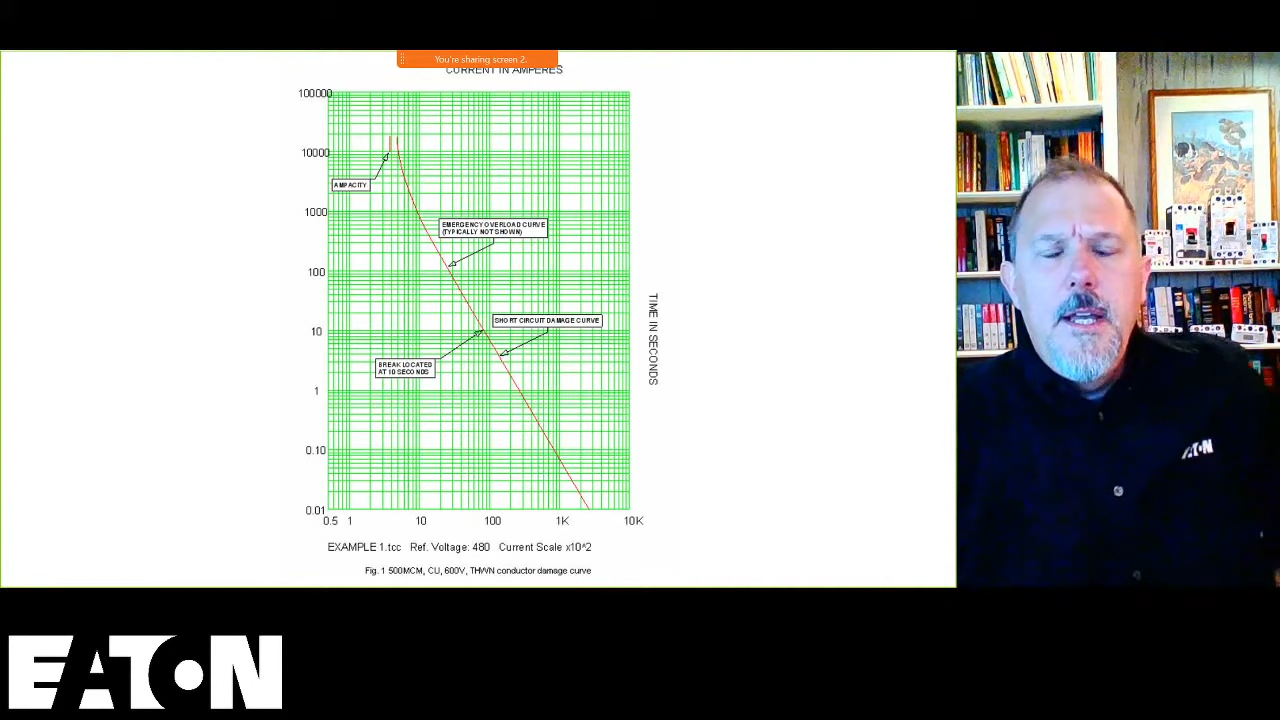 You're sharing screen 2.
CURRENT IN AMPERES
100000
10000
1000
100
10
1
0.10
0.01
AMPACITY
EMERGENCY OVERLOAD CURVE
(TYPICALLY NOT SHOWN)
SHORT CIRCUIT DAMAGE CURVE
BREAK LOCATED
AT 10 SECONDS
TIME IN SECONDS
0.5 1 10 100 1K 10K
EXAMPLE 1.tcc Ref. Voltage: 480 Current Scale x10^2
Fig. 1 500MCM, CU, 600V, THWN conductor damage curve
EATON
EATON